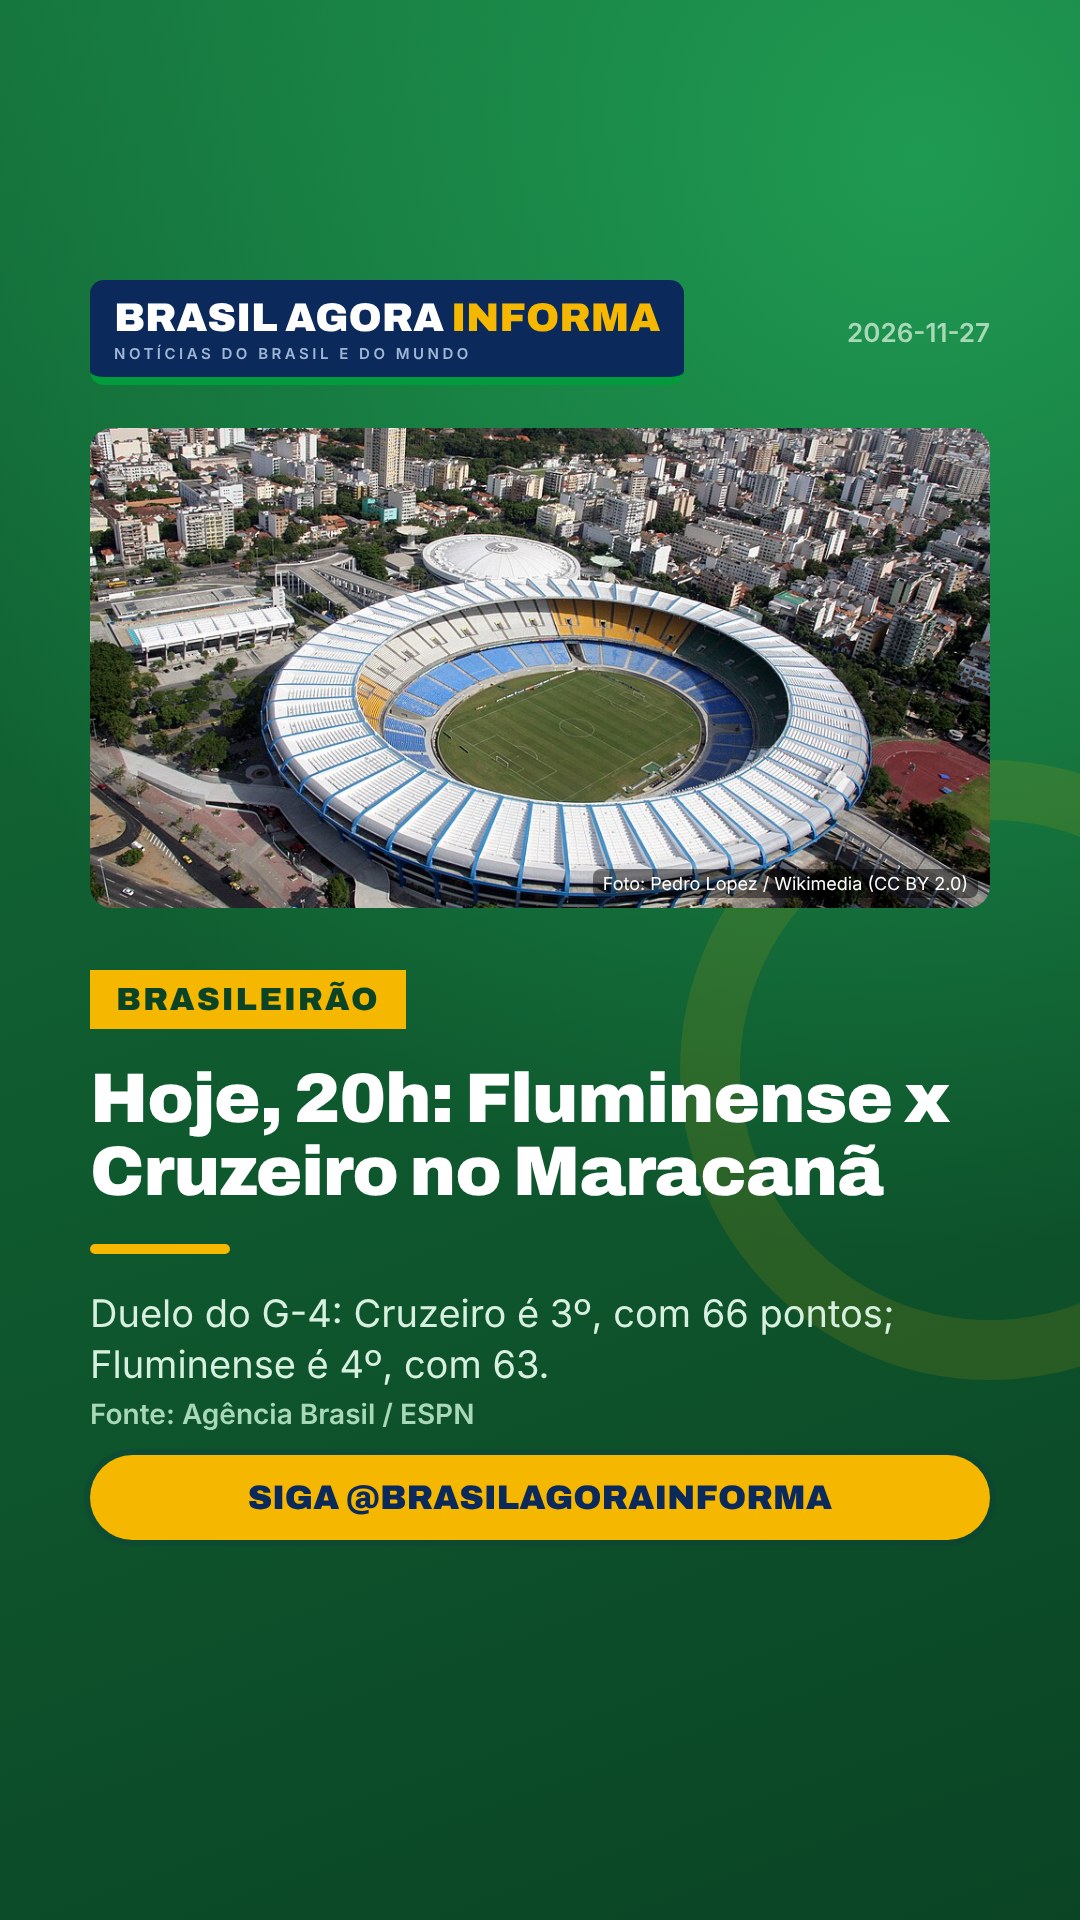 BRASIL AGORA INFORMA
NOTÍCIAS DO BRASIL E DO MUNDO
2026-11-27
Foto: Pedro Lopez / Wikimedia (CC BY 2.0)
BRASILEIRÃO
Hoje, 20h: Fluminense x
Cruzeiro no Maracanã
Duelo do G-4: Cruzeiro é 3º, com 66 pontos;
Fluminense é 4º, com 63.
Fonte: Agência Brasil / ESPN
SIGA @BRASILAGORAINFORMA